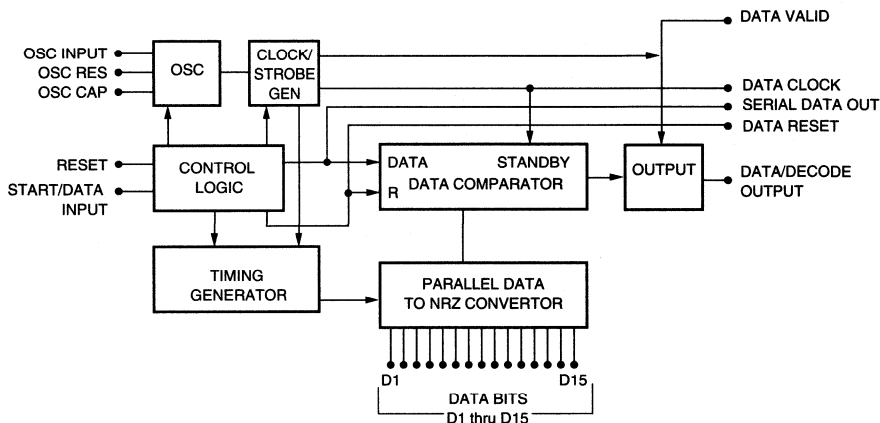 DATA VALID
OSC INPUT
OSC RES
OSC CAP
OSC
CLOCK/
STROBE
GEN
DATA CLOCK
SERIAL DATA OUT
DATA RESET
RESET
START/DATA
INPUT
CONTROL
LOGIC
DATA STANDBY
DATA COMPARATOR
R
OUTPUT
DATA/DECODE
OUTPUT
TIMING
GENERATOR
PARALLEL DATA
TO NRZ CONVERTOR
D1 D15
DATA BITS
D1 thru D15